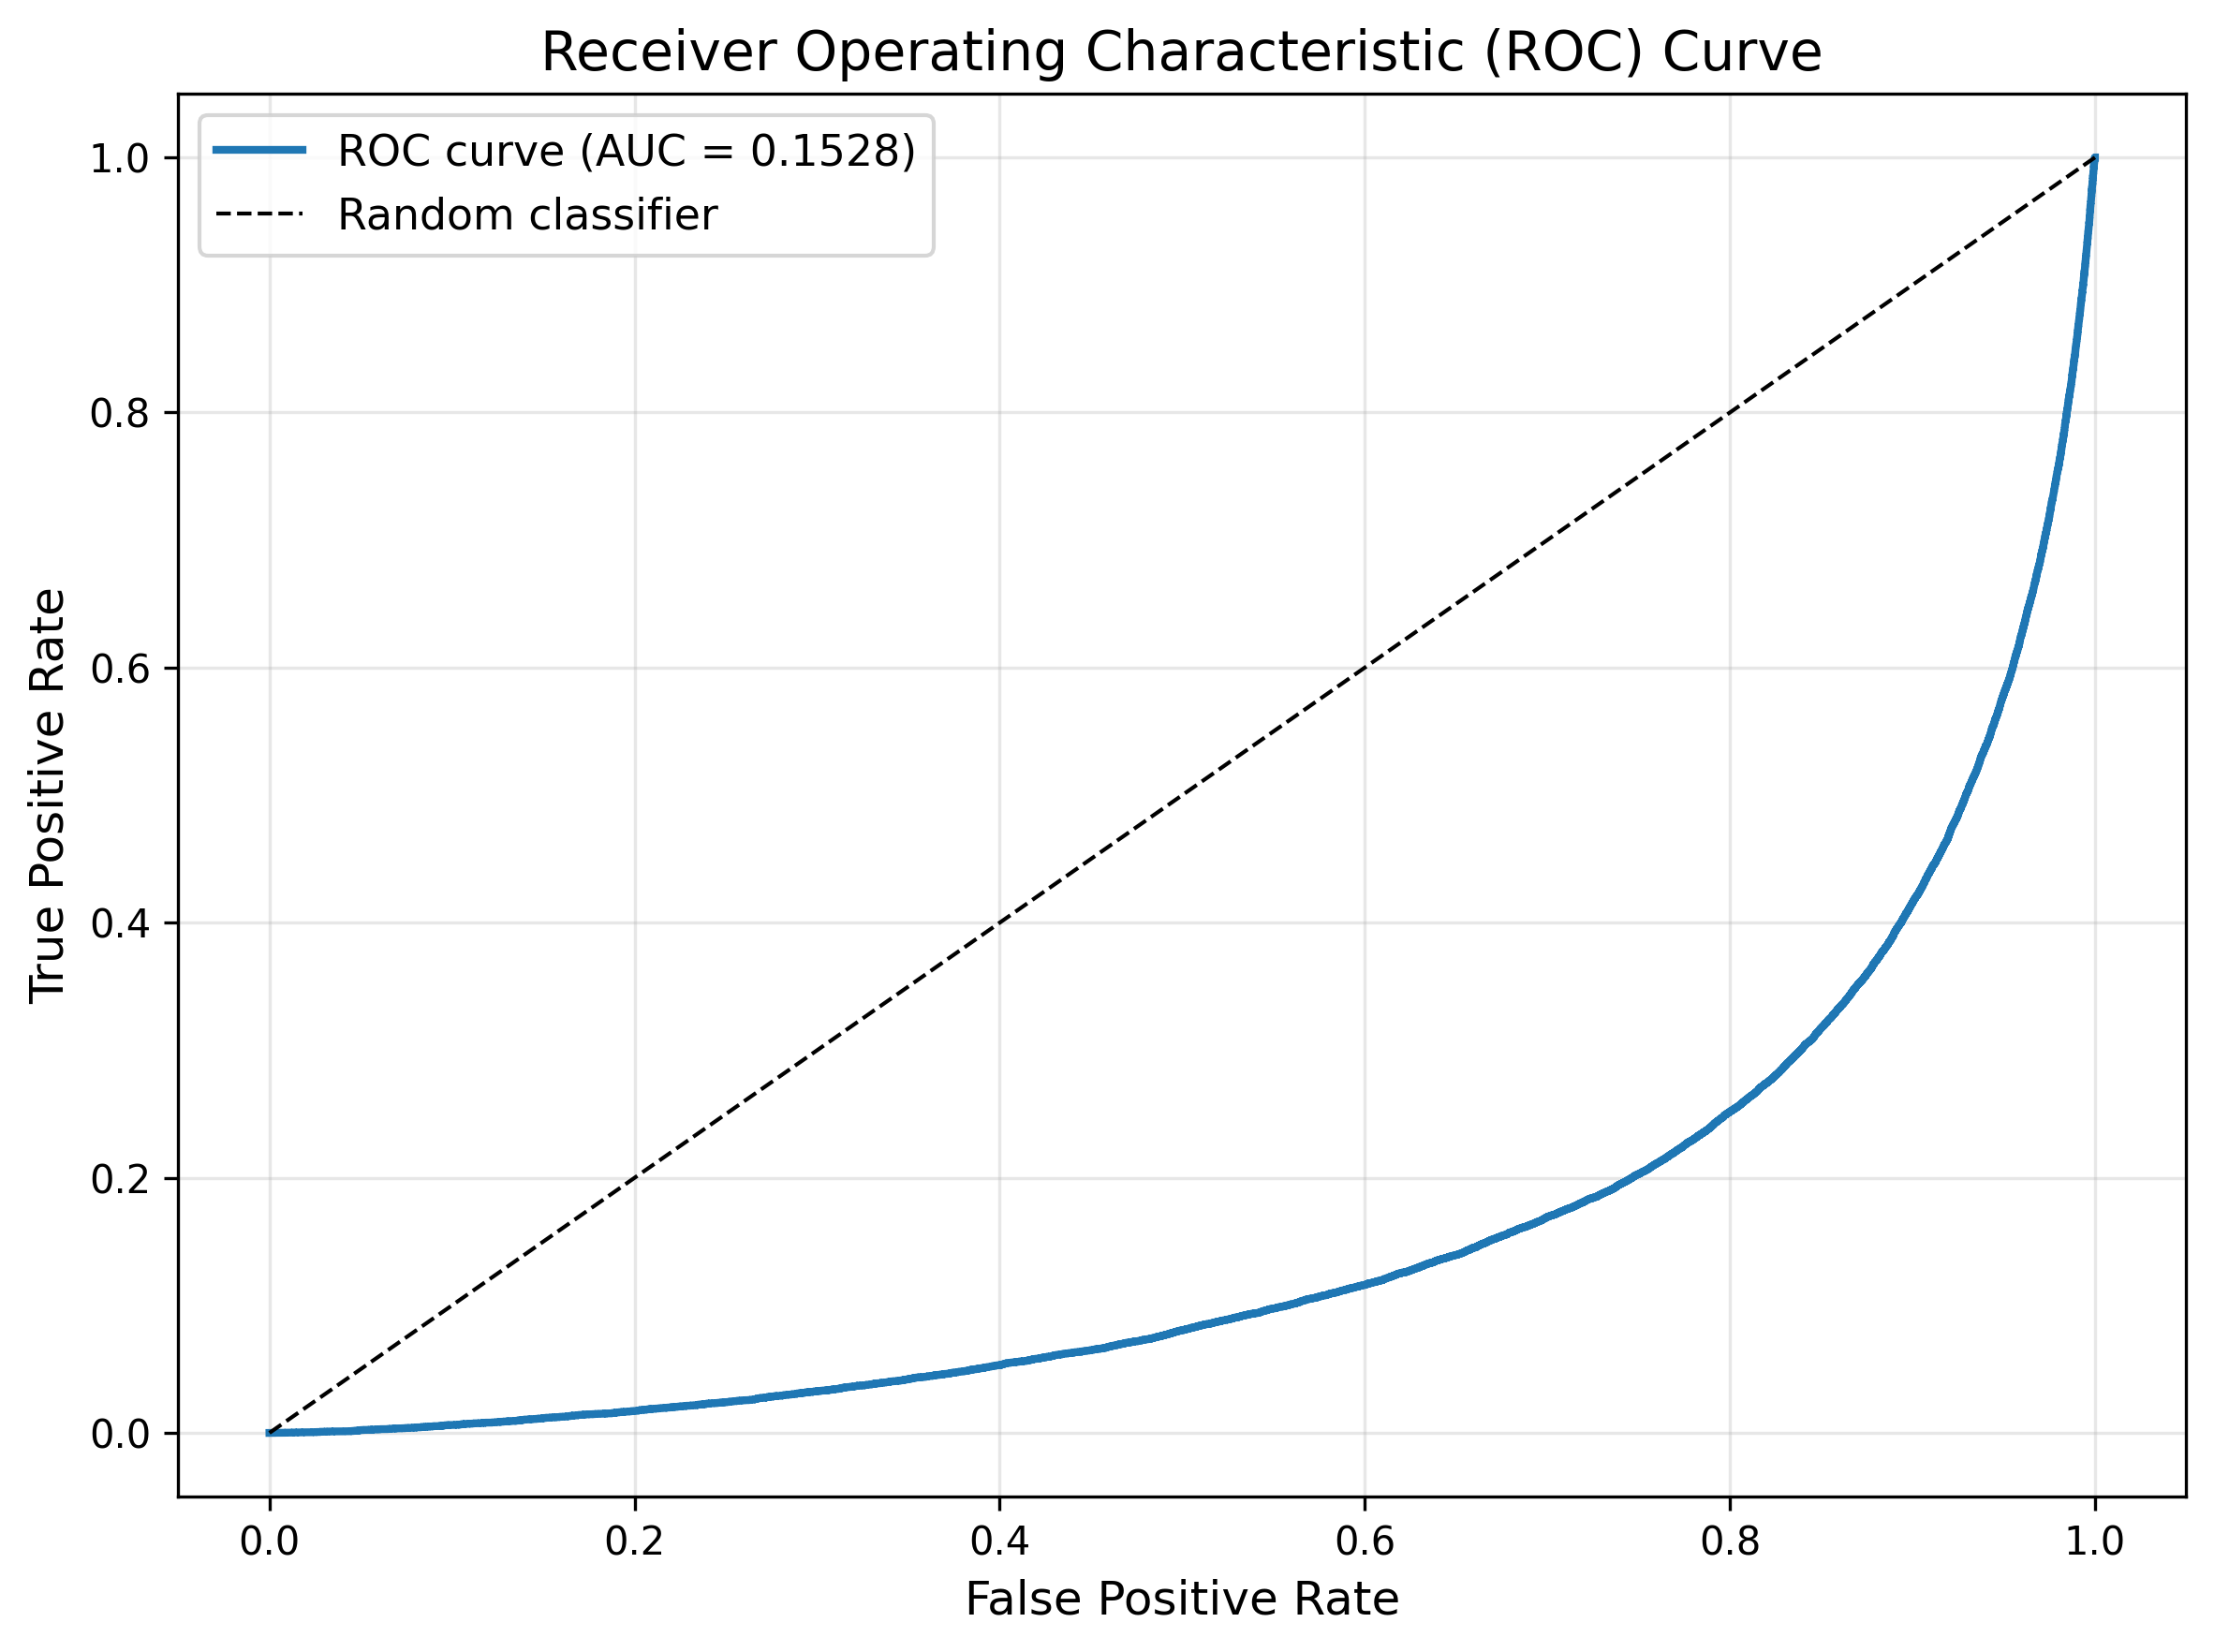 Receiver Operating Characteristic (ROC) Curve
ROC curve (AUC = 0.1528)
Random classifier
1.0
0.8
0.6
0.4
0.2
0.0
True Positive Rate
0.0 0.2 0.4 0.6 0.8 1.0
False Positive Rate